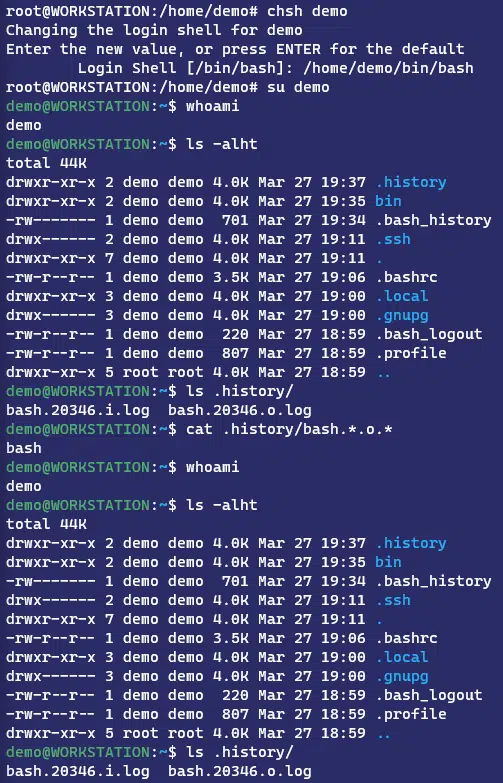 root@WORKSTATION:/home/demo# chsh demo
Changing the login shell for demo
Enter the new value, or press ENTER for the default
        Login Shell [/bin/bash]: /home/demo/bin/bash
root@WORKSTATION:/home/demo# su demo
demo@WORKSTATION:~$ whoami
demo
demo@WORKSTATION:~$ ls -alht
total 44K
drwxr-xr-x 2 demo demo 4.0K Mar 27 19:37 .history
drwxr-xr-x 2 demo demo 4.0K Mar 27 19:35 bin
-rw------- 1 demo demo  701 Mar 27 19:34 .bash_history
drwx------ 2 demo demo 4.0K Mar 27 19:11 .ssh
drwxr-xr-x 7 demo demo 4.0K Mar 27 19:11 .
-rw-r--r-- 1 demo demo 3.5K Mar 27 19:06 .bashrc
drwxr-xr-x 3 demo demo 4.0K Mar 27 19:00 .local
drwx------ 3 demo demo 4.0K Mar 27 19:00 .gnupg
-rw-r--r-- 1 demo demo  220 Mar 27 18:59 .bash_logout
-rw-r--r-- 1 demo demo  807 Mar 27 18:59 .profile
drwxr-xr-x 5 root root 4.0K Mar 27 18:59 ..
demo@WORKSTATION:~$ ls .history/
bash.20346.i.log  bash.20346.o.log
demo@WORKSTATION:~$ cat .history/bash.*.o.*
bash
demo@WORKSTATION:~$ whoami
demo
demo@WORKSTATION:~$ ls -alht
total 44K
drwxr-xr-x 2 demo demo 4.0K Mar 27 19:37 .history
drwxr-xr-x 2 demo demo 4.0K Mar 27 19:35 bin
-rw------- 1 demo demo  701 Mar 27 19:34 .bash_history
drwx------ 2 demo demo 4.0K Mar 27 19:11 .ssh
drwxr-xr-x 7 demo demo 4.0K Mar 27 19:11 .
-rw-r--r-- 1 demo demo 3.5K Mar 27 19:06 .bashrc
drwxr-xr-x 3 demo demo 4.0K Mar 27 19:00 .local
drwx------ 3 demo demo 4.0K Mar 27 19:00 .gnupg
-rw-r--r-- 1 demo demo  220 Mar 27 18:59 .bash_logout
-rw-r--r-- 1 demo demo  807 Mar 27 18:59 .profile
drwxr-xr-x 5 root root 4.0K Mar 27 18:59 ..
demo@WORKSTATION:~$ ls .history/
bash.20346.i.log  bash.20346.o.log